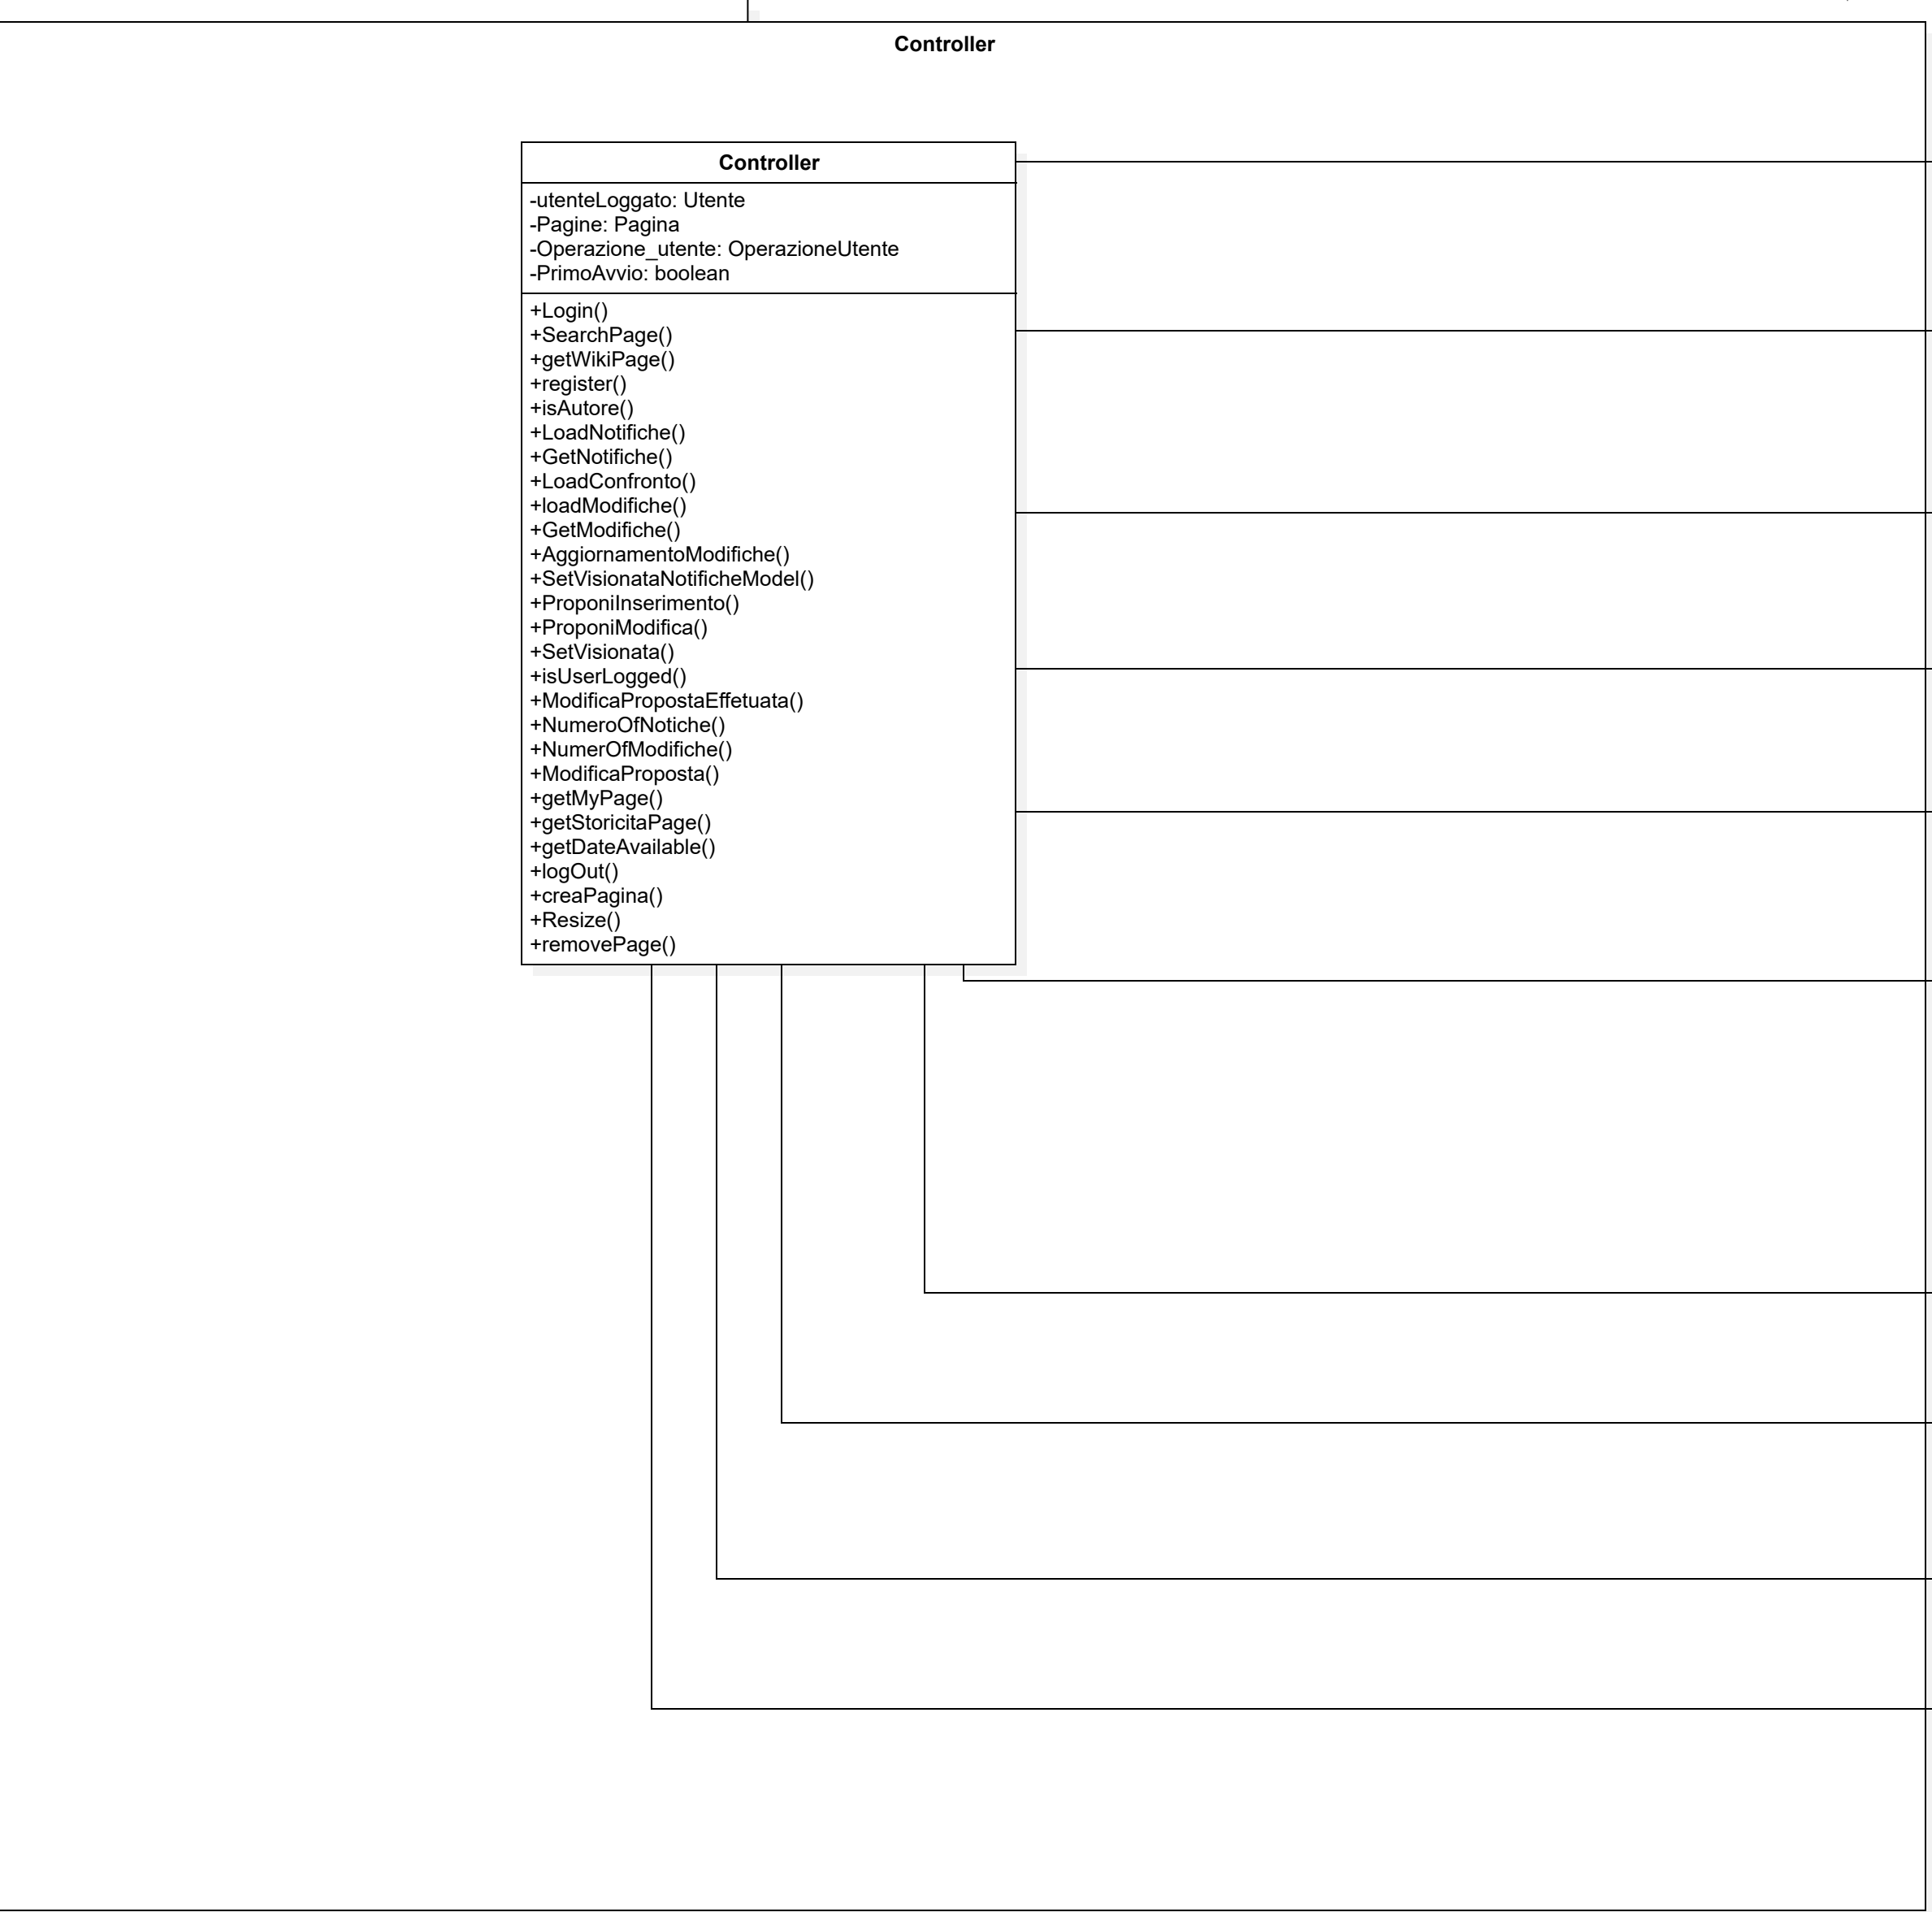 Controller
Controller
-utenteLoggato: Utente
-Pagine: Pagina
-Operazione_utente: OperazioneUtente
-PrimoAvvio: boolean
+Login()
+SearchPage()
+getWikiPage()
+register()
+isAutore()
+LoadNotifiche()
+GetNotifiche()
+LoadConfronto()
+loadModifiche()
+GetModifiche()
+AggiornamentoModifiche()
+SetVisionataNotificheModel()
+ProponiInserimento()
+ProponiModifica()
+SetVisionata()
+isUserLogged()
+ModificaPropostaEffetuata()
+NumeroOfNotiche()
+NumerOfModifiche()
+ModificaProposta()
+getMyPage()
+getStoricitaPage()
+getDateAvailable()
+logOut()
+creaPagina()
+Resize()
+removePage()